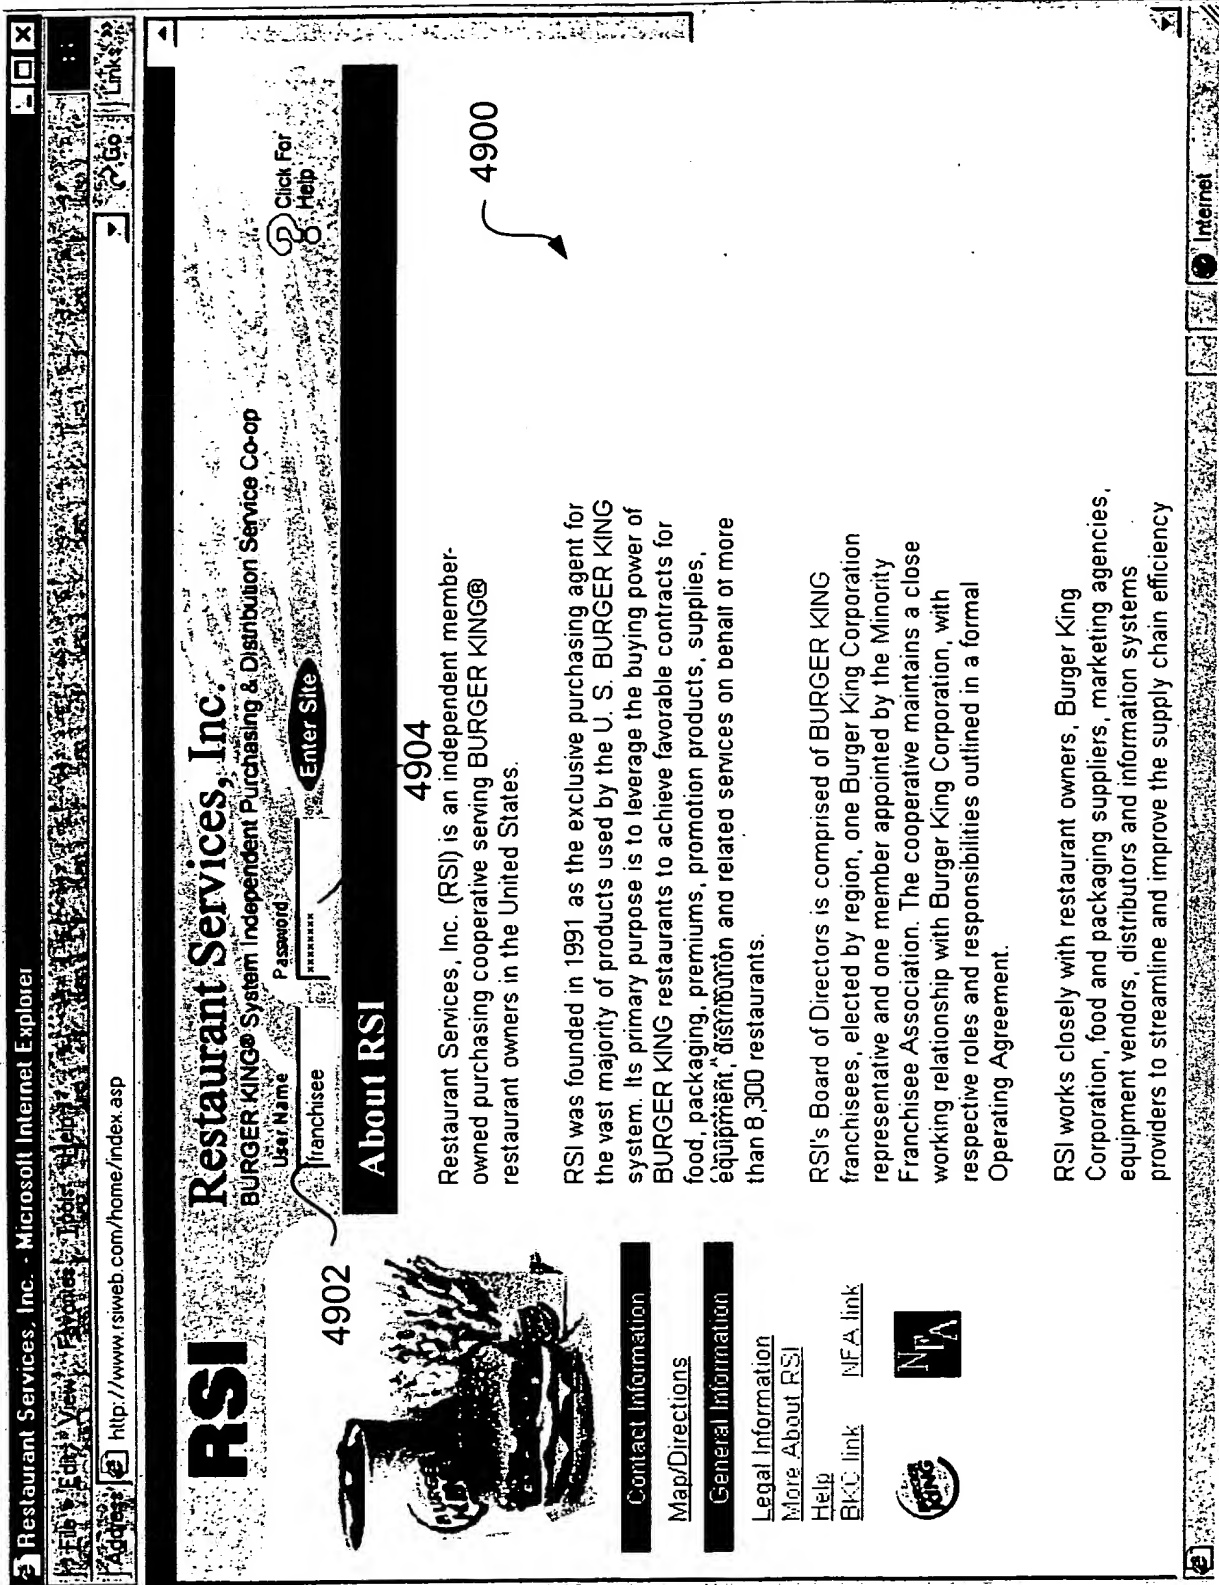 Restaurant Services, Inc. - Microsoft Internet Explorer
File Edit View Favorites Tools Help
Address http://www.rsiweb.com/home/index.asp Go Links »
RSI
Restaurant Services, Inc.
BURGER KING® System Independent Purchasing & Distribution Service Co-op
User Name Password
franchisee ******** Enter Site
Click For
Help
4902
4904
4900
About RSI
Restaurant Services, Inc. (RSI) is an independent member-
owned purchasing cooperative serving BURGER KING®
restaurant owners in the United States.
RSI was founded in 1991 as the exclusive purchasing agent for
the vast majority of products used by the U. S. BURGER KING
system. Its primary purpose is to leverage the buying power of
BURGER KING restaurants to achieve favorable contracts for
food, packaging, premiums, promotion products, supplies,
equipment, distribution and related services on behalf of more
than 8,300 restaurants.
RSI's Board of Directors is comprised of BURGER KING
franchisees, elected by region, one Burger King Corporation
representative and one member appointed by the Minority
Franchisee Association. The cooperative maintains a close
working relationship with Burger King Corporation, with
respective roles and responsibilities outlined in a formal
Operating Agreement.
RSI works closely with restaurant owners, Burger King
Corporation, food and packaging suppliers, marketing agencies,
equipment vendors, distributors and information systems
providers to streamline and improve the supply chain efficiency
Contact Information
Map/Directions
General Information
Legal Information
More About RSI
Help
BKC link NFA link
BURGER KING
NFA
Internet